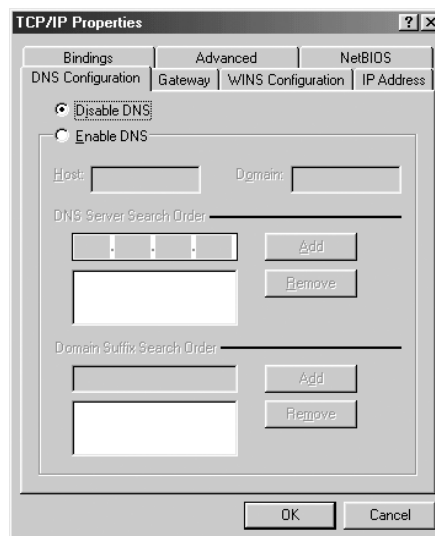 TCP/IP Properties
Bindings Advanced NetBIOS
DNS Configuration Gateway WINS Configuration IP Address
Disable DNS
Enable DNS
Host: Domain:
DNS Server Search Order
. . .
Add
Remove
Domain Suffix Search Order
Add
Remove
OK Cancel